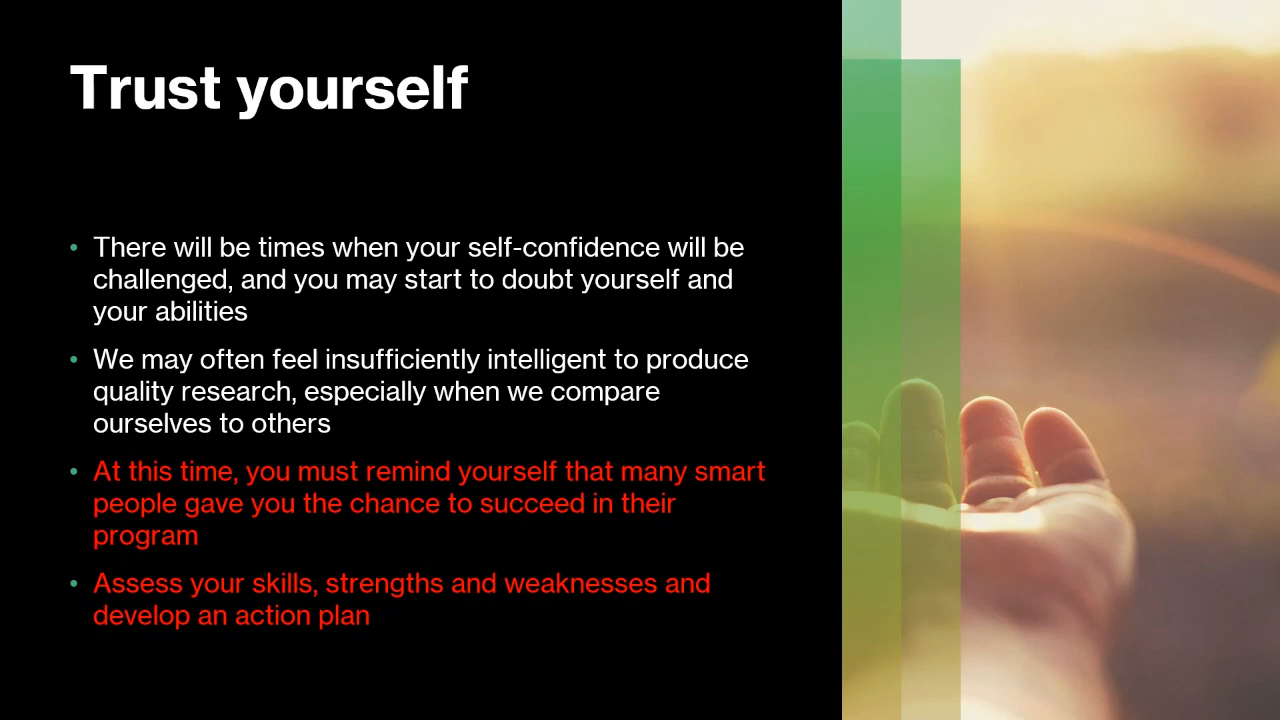 Trust yourself
• There will be times when your self-confidence will be
challenged, and you may start to doubt yourself and
your abilities
• We may often feel insufficiently intelligent to produce
quality research, especially when we compare
ourselves to others
• At this time, you must remind yourself that many smart
people gave you the chance to succeed in their
program
• Assess your skills, strengths and weaknesses and
develop an action plan